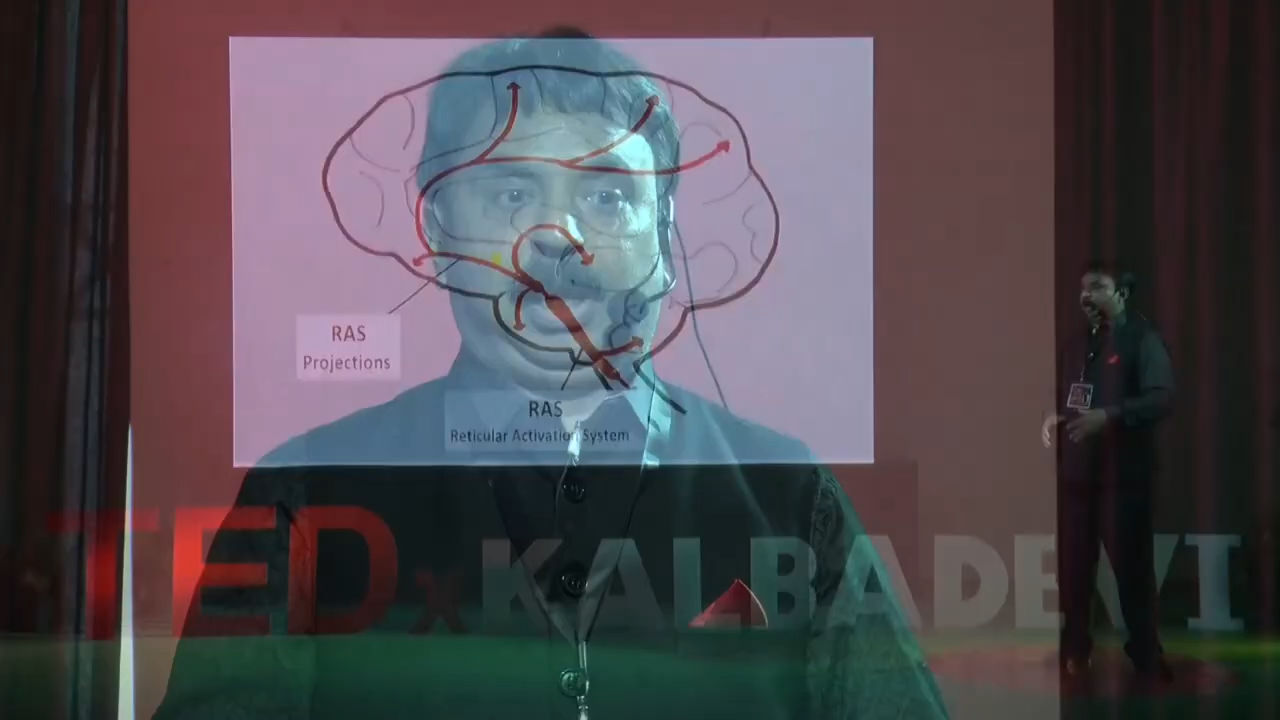 RAS
Projections
RAS
Reticular Activation System
TEDx KALBADEVI